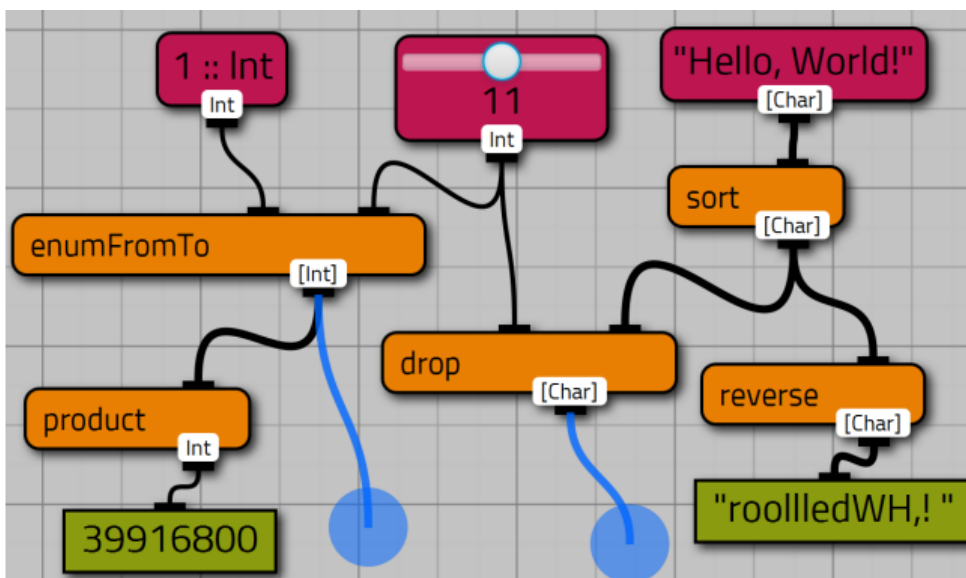 1 :: Int
Int
11
Int
"Hello, World!"
[Char]
sort
[Char]
enumFromTo
[Int]
drop
[Char]
product
Int
reverse
[Char]
39916800
"roollledWH,! "